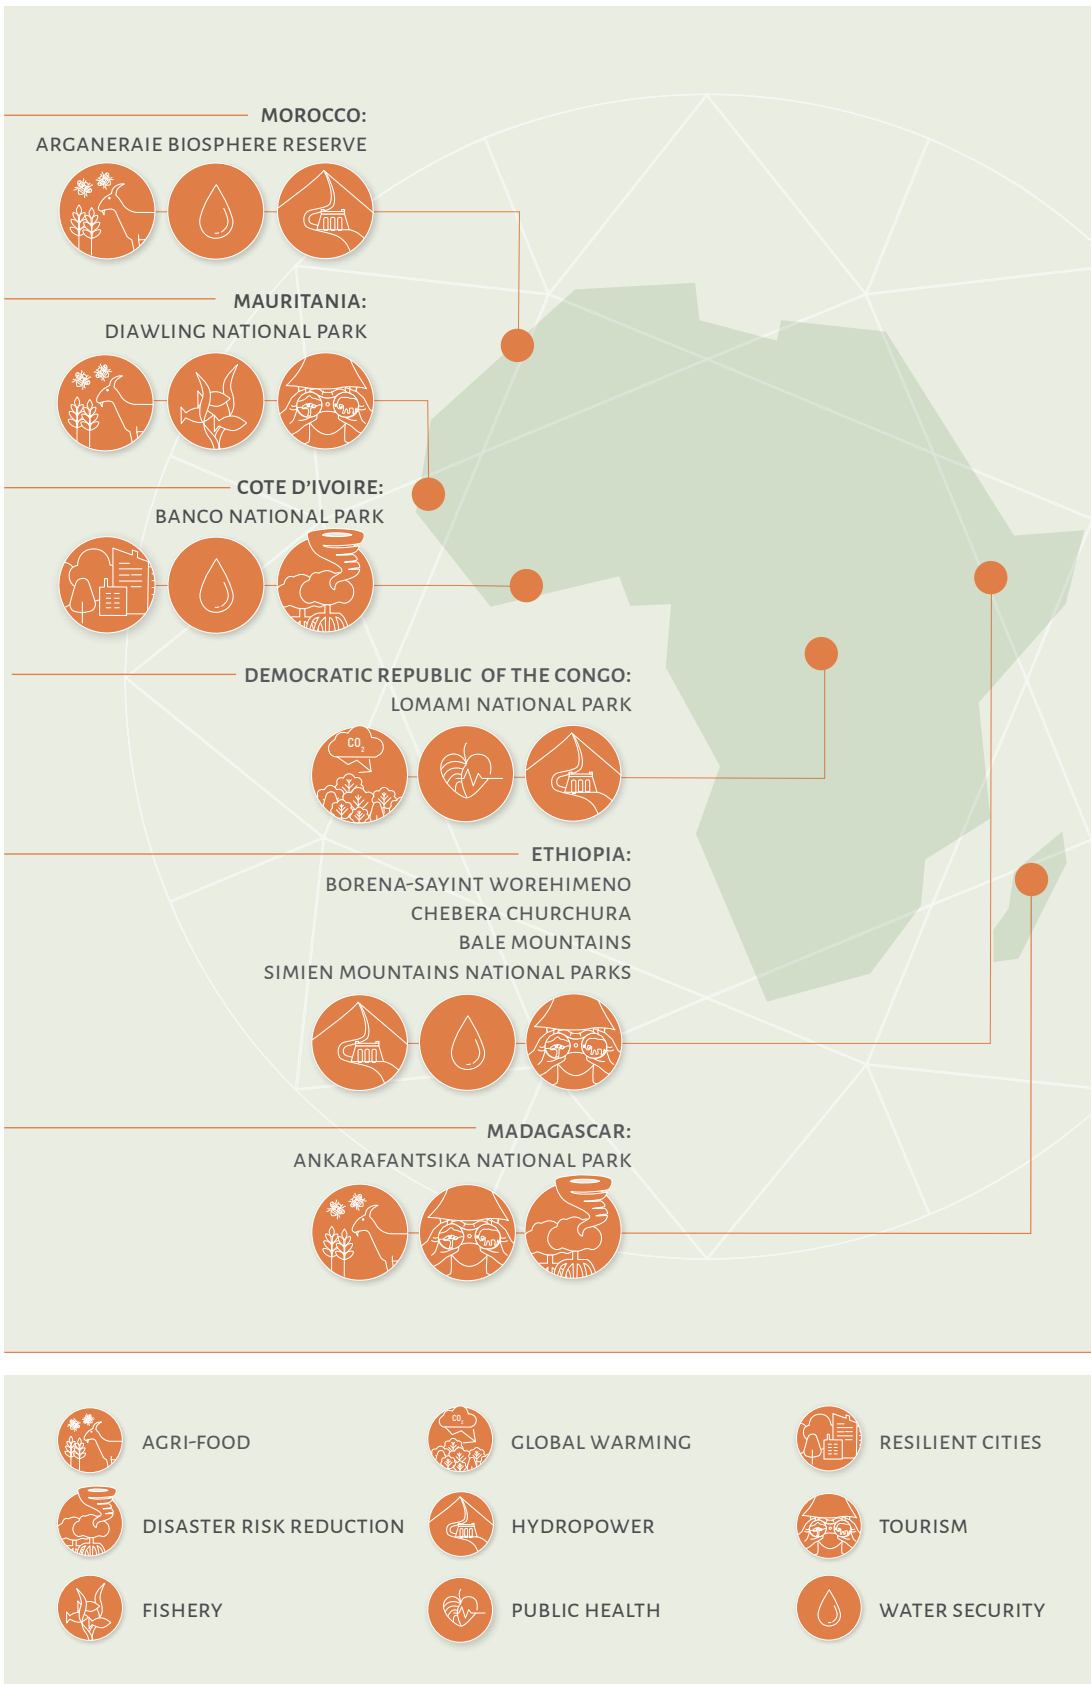 MOROCCO:
ARGANERAIE BIOSPHERE RESERVE
MAURITANIA:
DIAWLING NATIONAL PARK
COTE D'IVOIRE:
BANCO NATIONAL PARK
DEMOCRATIC REPUBLIC OF THE CONGO:
LOMAMI NATIONAL PARK
CO2
ETHIOPIA:
BORENA-SAYINT WOREHIMENO
CHEBERA CHURCHURA
BALE MOUNTAINS
SIMIEN MOUNTAINS NATIONAL PARKS
MADAGASCAR:
ANKARAFANTSIKA NATIONAL PARK
AGRI-FOOD
CO2
GLOBAL WARMING
RESILIENT CITIES
DISASTER RISK REDUCTION
HYDROPOWER
TOURISM
FISHERY
PUBLIC HEALTH
WATER SECURITY